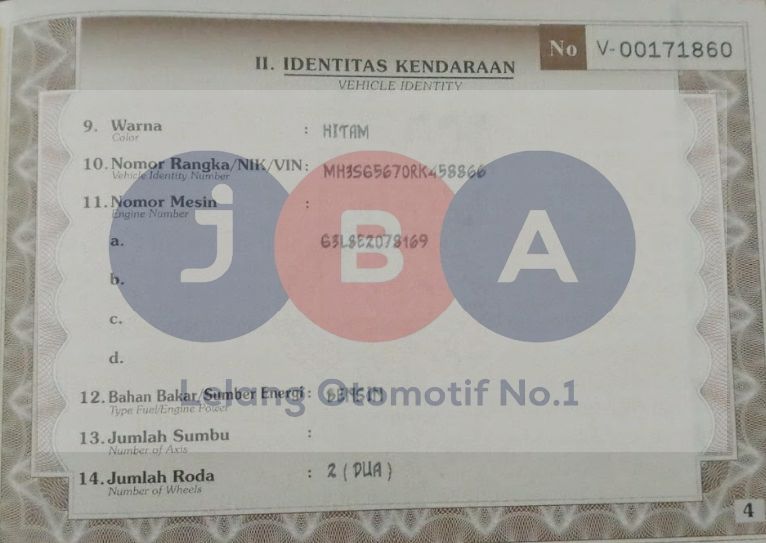 No V-00171860
II. IDENTITAS KENDARAAN
VEHICLE IDENTITY
9. Warna : HITAM
Color
10. Nomor Rangka/NIK/VIN: MH3SG5670RK458866
Vehicle Identity Number
11. Nomor Mesin :
Engine Number
a. G3L8E2078169
b.
c.
d.
12. Bahan Bakar/Sumber Energi : BENSIN
Type Fuel/Engine Power
13. Jumlah Sumbu :
Number of Axis
14. Jumlah Roda : 2 ( DUA )
Number of Wheels
4
JBA
Lelang Otomotif No.1